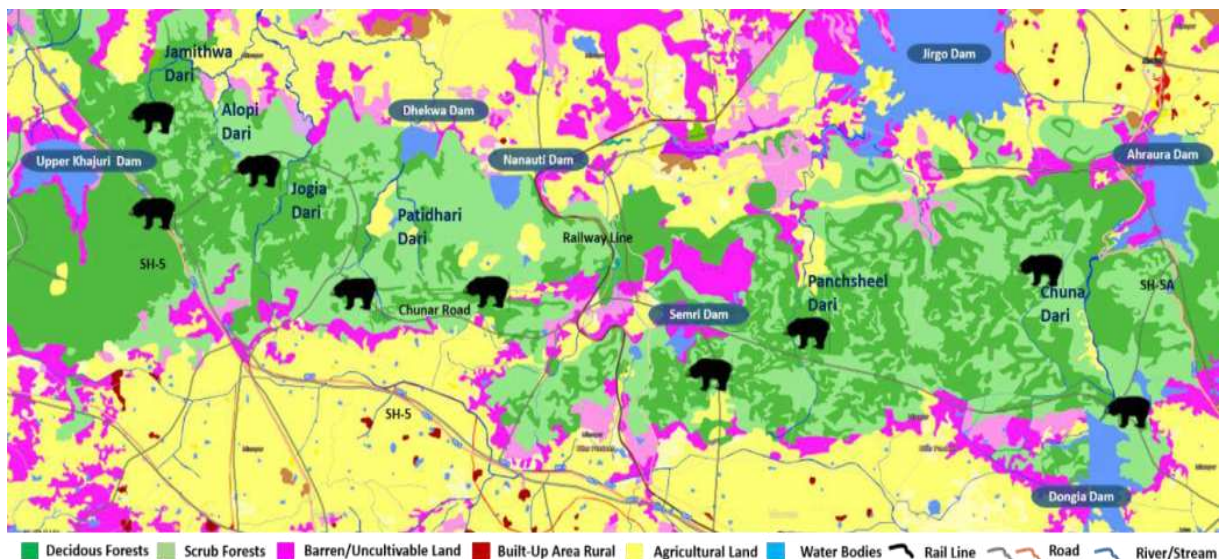 Jamithwa
Dari
Jirgo Dam
Alopi
Dari
Dhekwa Dam
Upper Khajuri Dam
Nanauti Dam
Ahraura Dam
Jogia
Dari
Patidhari
Dari
Railway Line
SH-5
Panchsheel
Dari
Chuna
Dari
SH-5A
Chunar Road
Semri Dam
SH-5
Dongia Dam
Decidous Forests
Scrub Forests
Barren/Uncultivable Land
Built-Up Area Rural
Agricultural Land
Water Bodies
Rail Line
Road
River/Stream